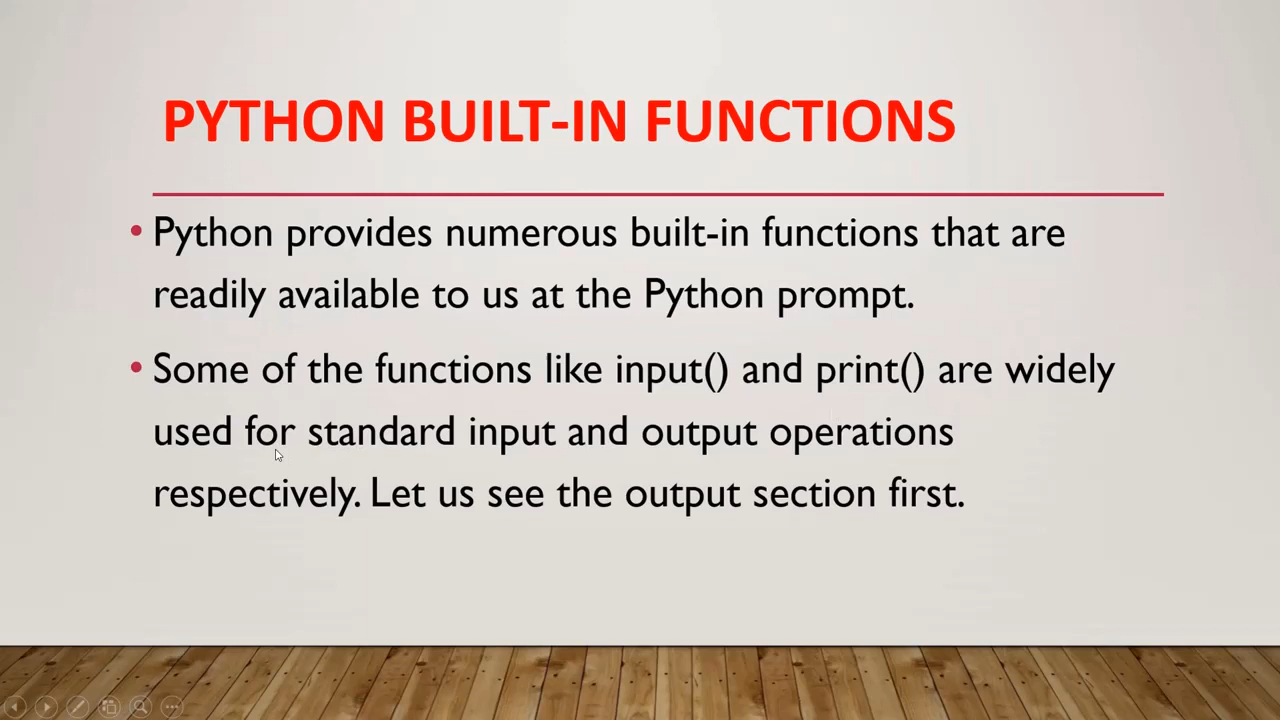 PYTHON BUILT-IN FUNCTIONS
• Python provides numerous built-in functions that are
readily available to us at the Python prompt.
• Some of the functions like input() and print() are widely
used for standard input and output operations
respectively. Let us see the output section first.